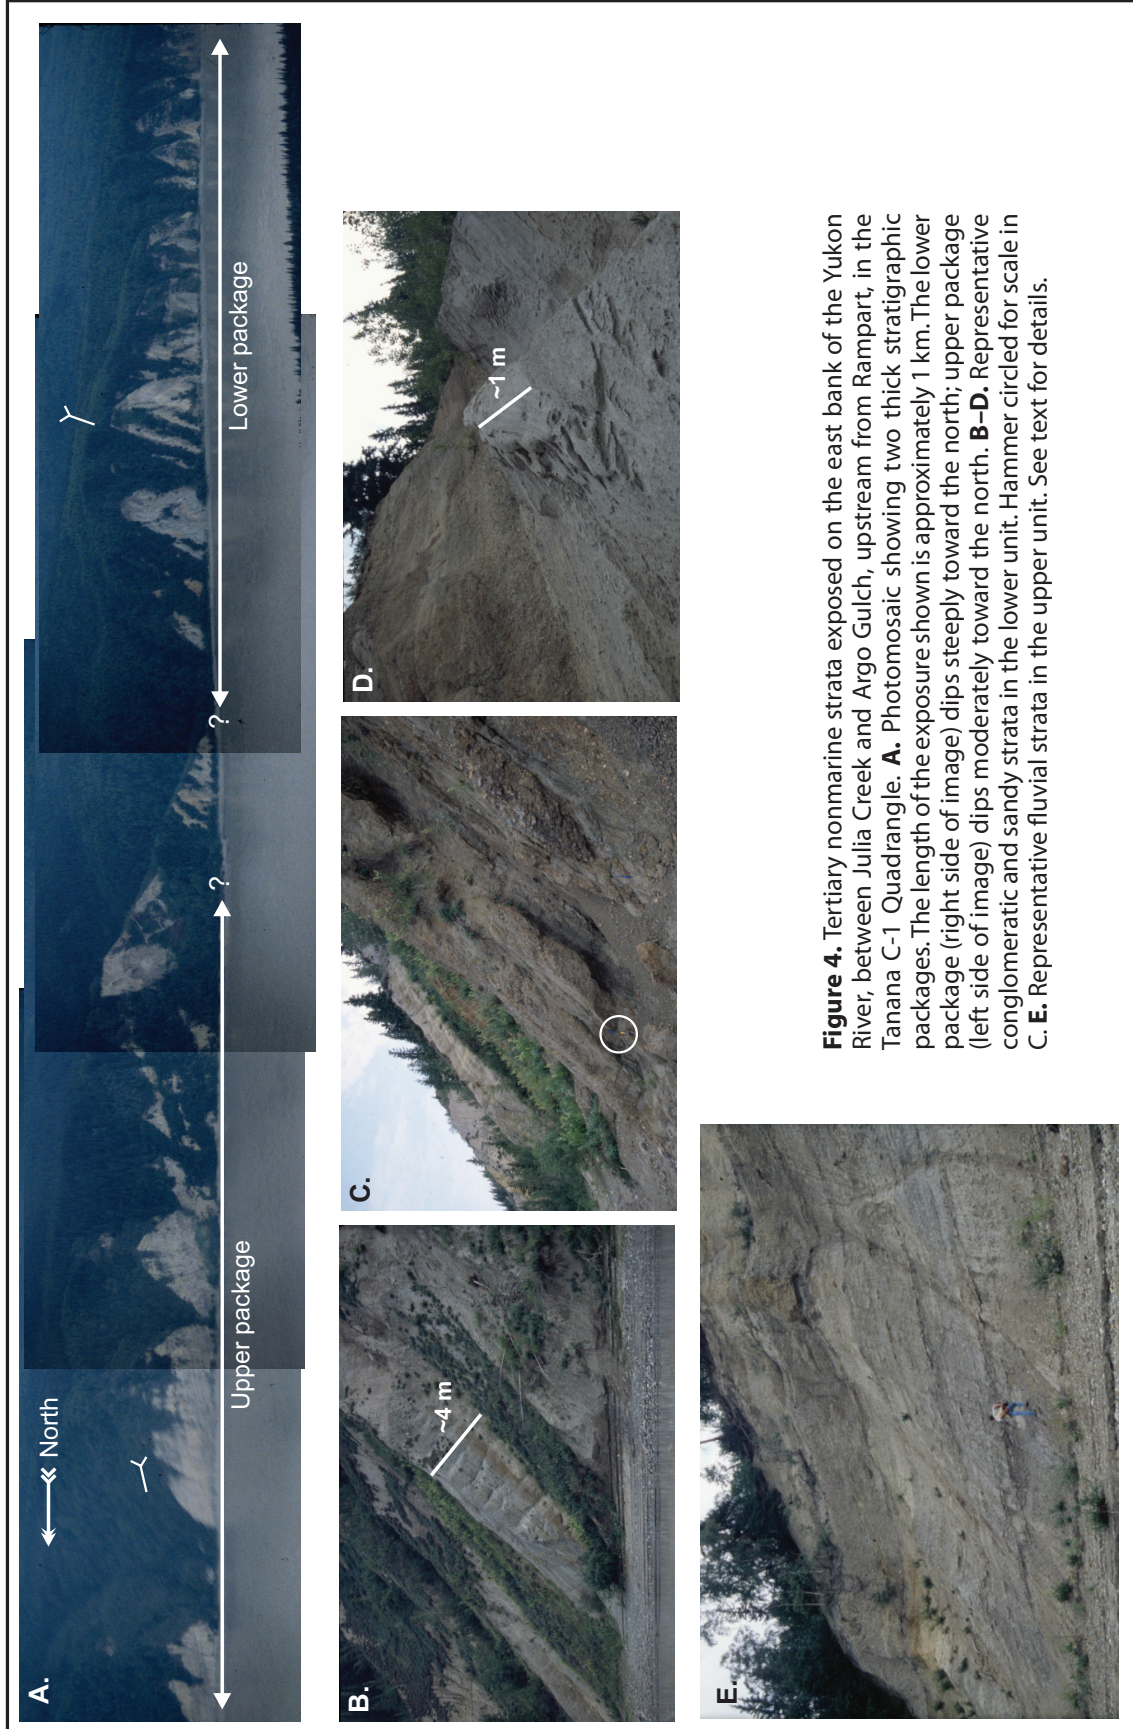 A.
North
Upper package
?
?
Lower package
B.
~4 m
C.
D.
~1 m
E.
Figure 4. Tertiary nonmarine strata exposed on the east bank of the Yukon
River, between Julia Creek and Argo Gulch, upstream from Rampart, in the
Tanana C-1 Quadrangle. A. Photomosaic showing two thick stratigraphic
packages. The length of the exposure shown is approximately 1 km. The lower
package (right side of image) dips steeply toward the north; upper package
(left side of image) dips moderately toward the north. B–D. Representative
conglomeratic and sandy strata in the lower unit. Hammer circled for scale in
C. E. Representative fluvial strata in the upper unit. See text for details.